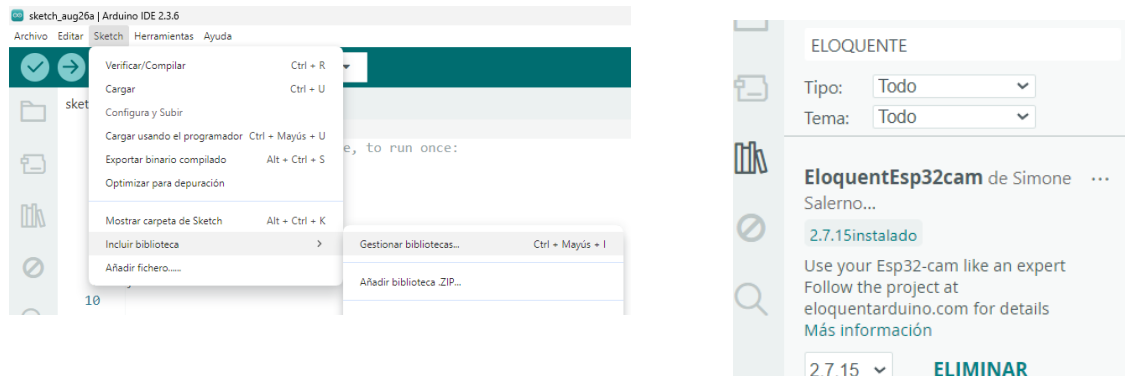 sketch_aug26a | Arduino IDE 2.3.6
Archivo Editar Sketch Herramientas Ayuda
Verificar/Compilar Ctrl + R
Cargar Ctrl + U
sket
Configura y Subir
Cargar usando el programador Ctrl + Mayús + U
Exportar binario compilado Alt + Ctrl + S
e, to run once:
Optimizar para depuración
Mostrar carpeta de Sketch Alt + Ctrl + K
Incluir biblioteca >
Gestionar bibliotecas... Ctrl + Mayús + I
Añadir fichero......
Añadir biblioteca .ZIP...
10
ELOQUENTE
Tipo: Todo
Tema: Todo
EloquentEsp32cam de Simone ...
Salerno...
2.7.15instalado
Use your Esp32-cam like an expert
Follow the project at
eloquentarduino.com for details
Más información
2.7.15 ELIMINAR